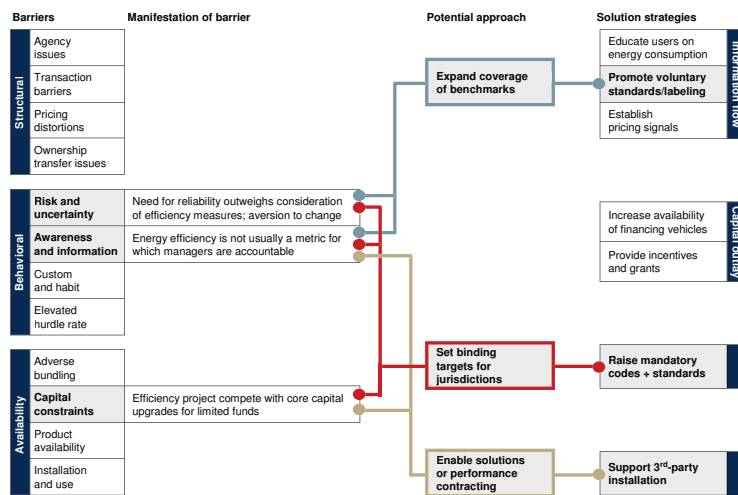 Barriers
Manifestation of barrier
Potential approach
Solution strategies
Structural
Agency
issues
Transaction
barriers
Pricing
distortions
Ownership
transfer issues
Behavioral
Risk and
uncertainty
Need for reliability outweighs consideration
of efficiency measures; aversion to change
Awareness
and information
Energy efficiency is not usually a metric for
which managers are accountable
Custom
and habit
Elevated
hurdle rate
Availability
Adverse
bundling
Capital
constraints
Efficiency project compete with core capital
upgrades for limited funds
Product
availability
Installation
and use
Expand coverage
of benchmarks
Set binding
targets for
jurisdictions
Enable solutions
or performance
contracting
Educate users on
energy consumption
Promote voluntary
standards/labeling
Establish
pricing signals
Information flow
Increase availability
of financing vehicles
Provide incentives
and grants
Capital outlay
Raise mandatory
codes + standards
Support 3rd-party
installation